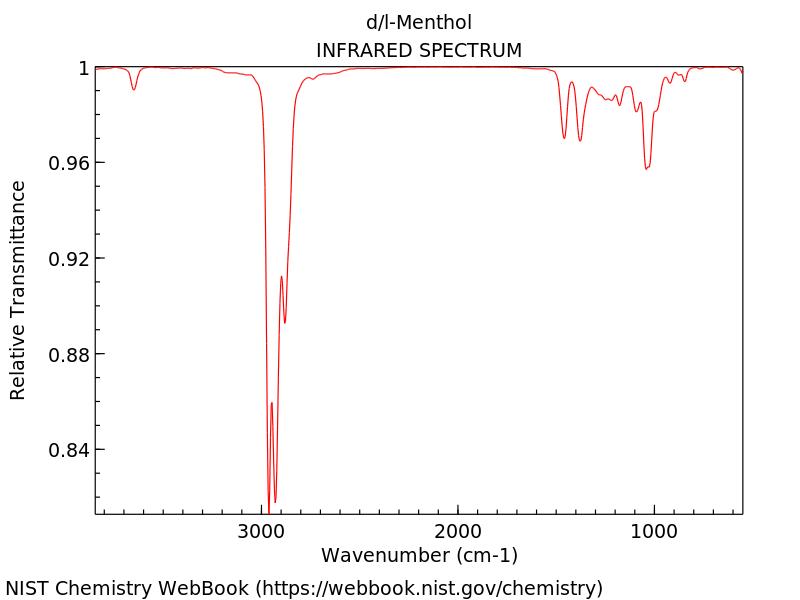 d/l-Menthol
INFRARED SPECTRUM
1
0.96
0.92
0.88
0.84
Relative Transmittance
3000 2000 1000
Wavenumber (cm-1)
NIST Chemistry WebBook (https://webbook.nist.gov/chemistry)